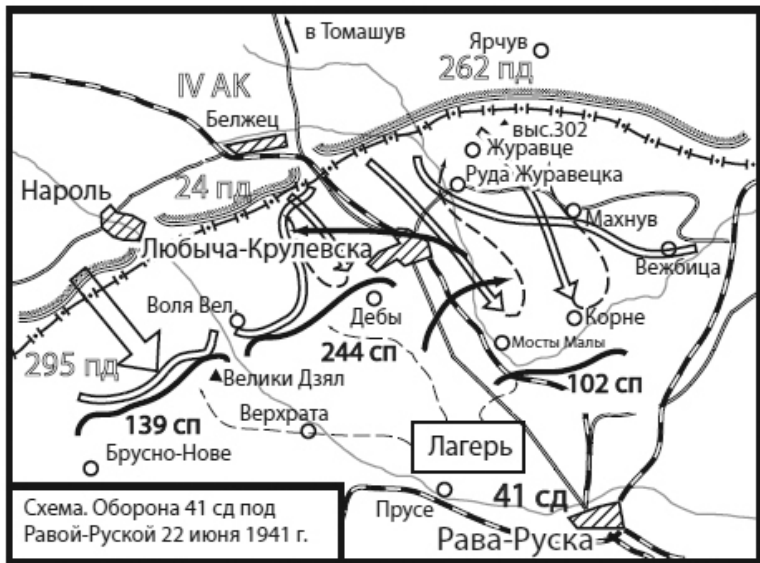 в Томашув
Ярчув
262 пд
IV АК
Белжец
выс.302
Журавце
Руда Журавецка
24 пд
Нароль
Махнув
Любыча-Крулевска
Вежбица
Воля Вел.
Дебы
Корне
Мосты Малы
244 сп
295 пд
Велики Дзял
102 сп
139 сп
Верхрата
Лагерь
Брусно-Нове
41 сд
Прусе
Рава-Руска
Схема. Оборона 41 сд под
Равой-Руской 22 июня 1941 г.